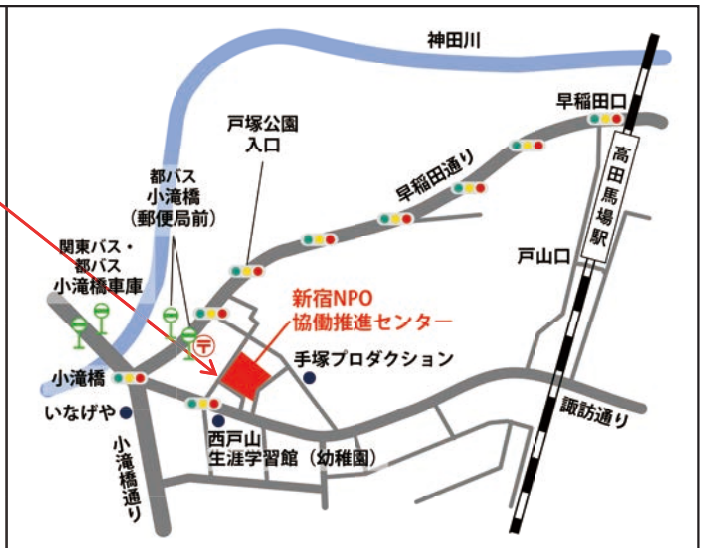 神田川
早稲田口
戸塚公園
入口
高田馬場駅
早稲田通り
都バス
小滝橋
（郵便局前）
関東バス・
都バス
小滝橋車庫
戸山口
新宿NPO
協働推進センター
〒
手塚プロダクション
小滝橋
いなげや
諏訪通り
西戸山
生涯学習館（幼稚園）
小滝橋通り